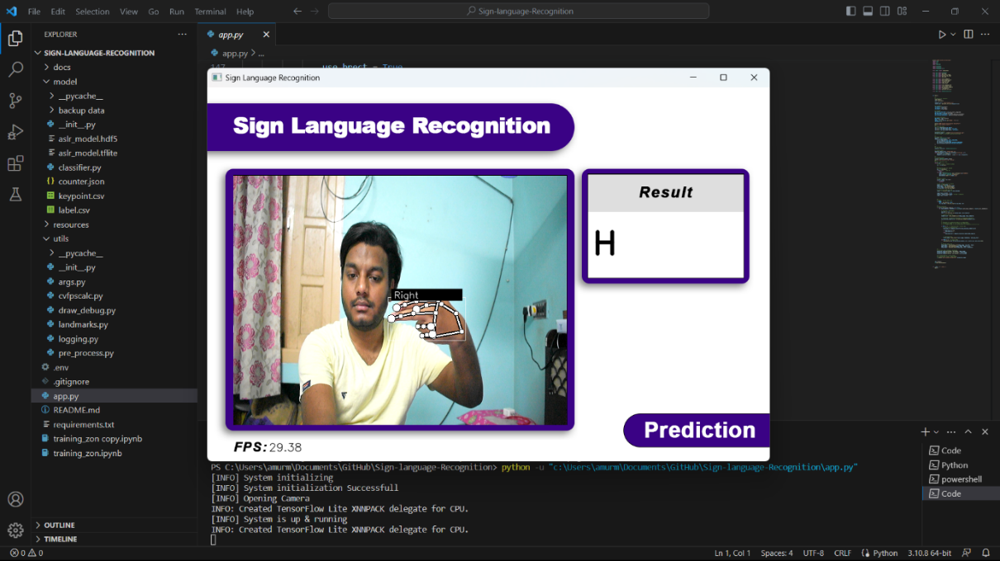 File Edit Selection View Go Run Terminal Help
Sign-language-Recognition
EXPLORER
SIGN-LANGUAGE-RECOGNITION
docs
model
__pycache__
backup data
__init__.py
aslr_model.hdf5
aslr_model.tflite
classifier.py
counter.json
keypoint.csv
label.csv
resources
utils
__pycache__
__init__.py
args.py
cvfpscalc.py
draw_debug.py
landmarks.py
logging.py
pre_process.py
.env
.gitignore
app.py
README.md
requirements.txt
training_zon copy.ipynb
training_zon.ipynb
OUTLINE
TIMELINE
app.py
app.py > ...
147 use_brect = True
Sign Language Recognition
Sign Language Recognition
Right
Result
H
Prediction
FPS:29.38
PS C:\Users\amurm\Documents\GitHub\Sign-language-Recognition> python -u "c:\Users\amurm\Documents\GitHub\Sign-language-Recognition\app.py"
[INFO] System initializing
[INFO] System initialization Successfull
[INFO] Opening Camera
INFO: Created TensorFlow Lite XNNPACK delegate for CPU.
[INFO] System is up & running
INFO: Created TensorFlow Lite XNNPACK delegate for CPU.
Code
Python
powershell
Code
0 0
Ln 1, Col 1 Spaces: 4 UTF-8 CRLF Python 3.10.8 64-bit